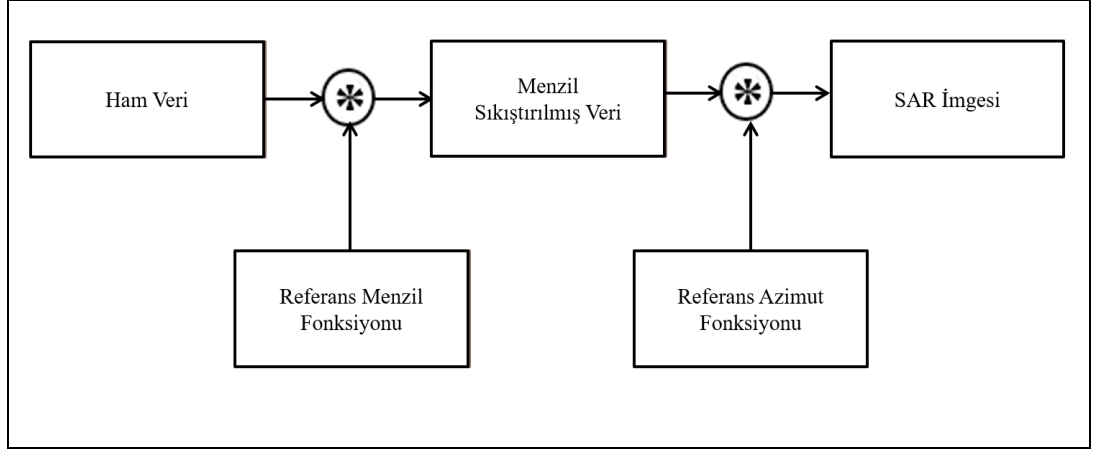 Ham Veri
Menzil
Sıkıştırılmış Veri
SAR İmgesi
Referans Menzil
Fonksiyonu
Referans Azimut
Fonksiyonu